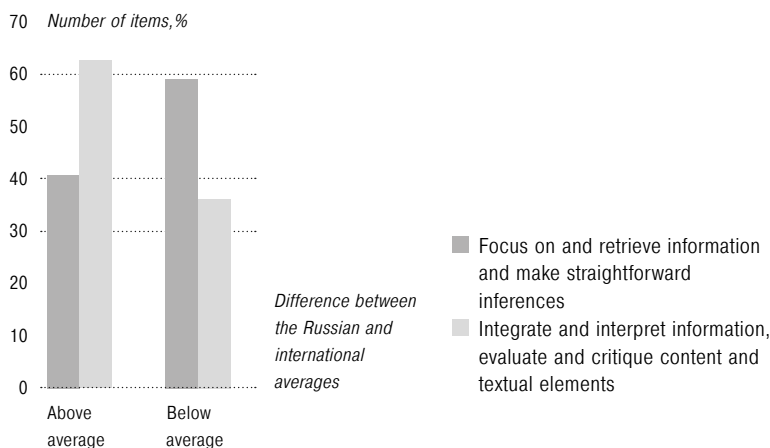 70
Number of items,%
60
50
40
30
20
10
0
Above
average
Below
average
Difference between
the Russian and
international
averages
Focus on and retrieve information
and make straightforward
inferences
Integrate and interpret information,
evaluate and critique content and
textual elements